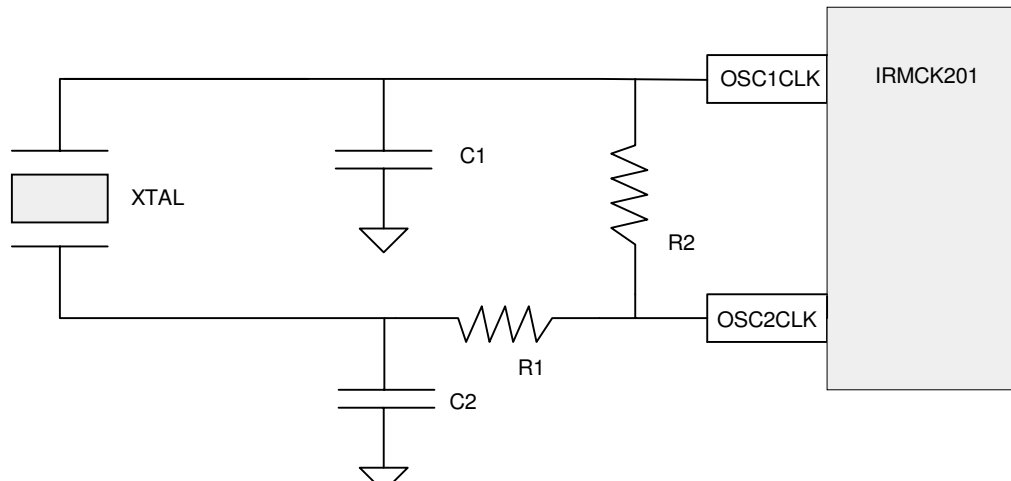 OSC1CLK
IRMCK201
C1
XTAL
R2
OSC2CLK
R1
C2